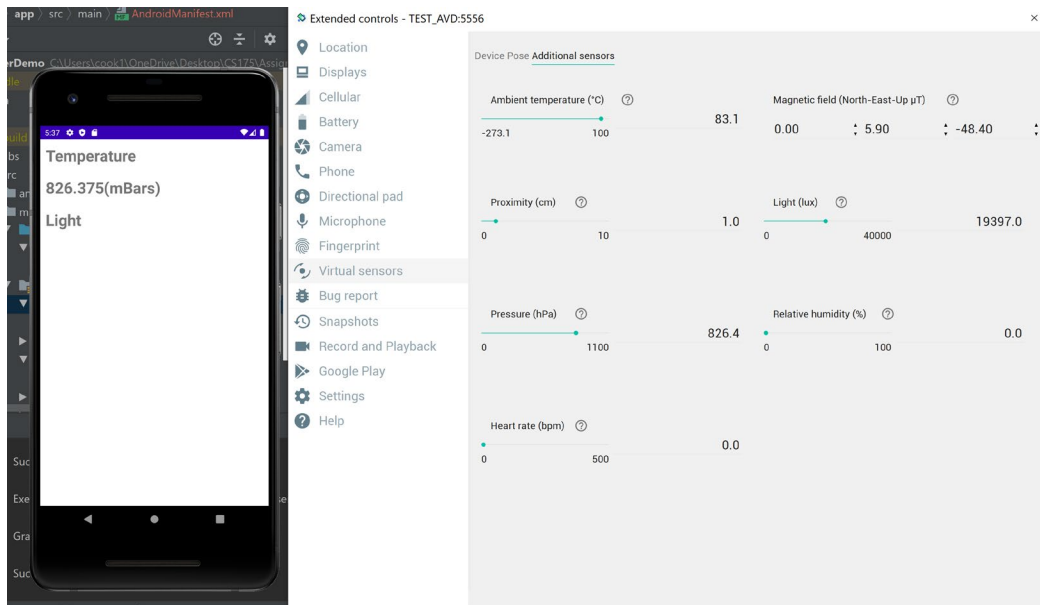 app src main AndroidManifest.xml
Extended controls - TEST_AVD:5556
rDemo C:\Users\cook1\OneDrive\Desktop\CS175\Assig
5:37
Temperature
826.375(mBars)
Light
Location
Displays
Cellular
Battery
Camera
Phone
Directional pad
Microphone
Fingerprint
Virtual sensors
Bug report
Snapshots
Record and Playback
Google Play
Settings
Help
Device Pose Additional sensors
Ambient temperature (°C)
83.1
-273.1 100
Magnetic field (North-East-Up µT)
0.00 5.90 -48.40
Proximity (cm)
1.0
0 10
Light (lux)
19397.0
0 40000
Pressure (hPa)
826.4
0 1100
Relative humidity (%)
0.0
0 100
Heart rate (bpm)
0.0
0 500
Suc
Exe
Gra
Suc